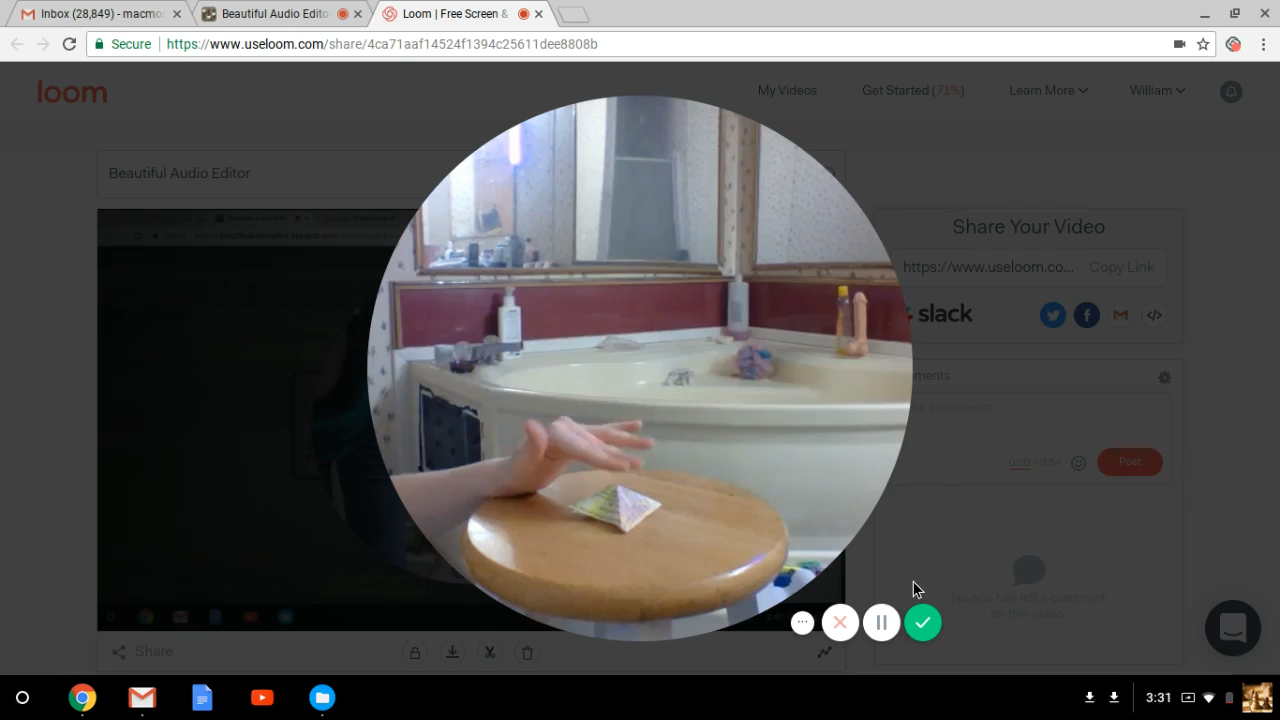 Inbox (28,849) - macmo
Beautiful Audio Edito
Loom | Free Screen &
Secure
https://www.useloom.com/share/4ca71aaf14524f1394c25611dee8808b
loom
My Videos
Get Started (71%)
Learn More
William
Beautiful Audio Editor
Share Your Video
https://www.useloom.co...
Copy Link
slack
ments
a comment
Post
No one has left a comment
on this video.
Share
3:31